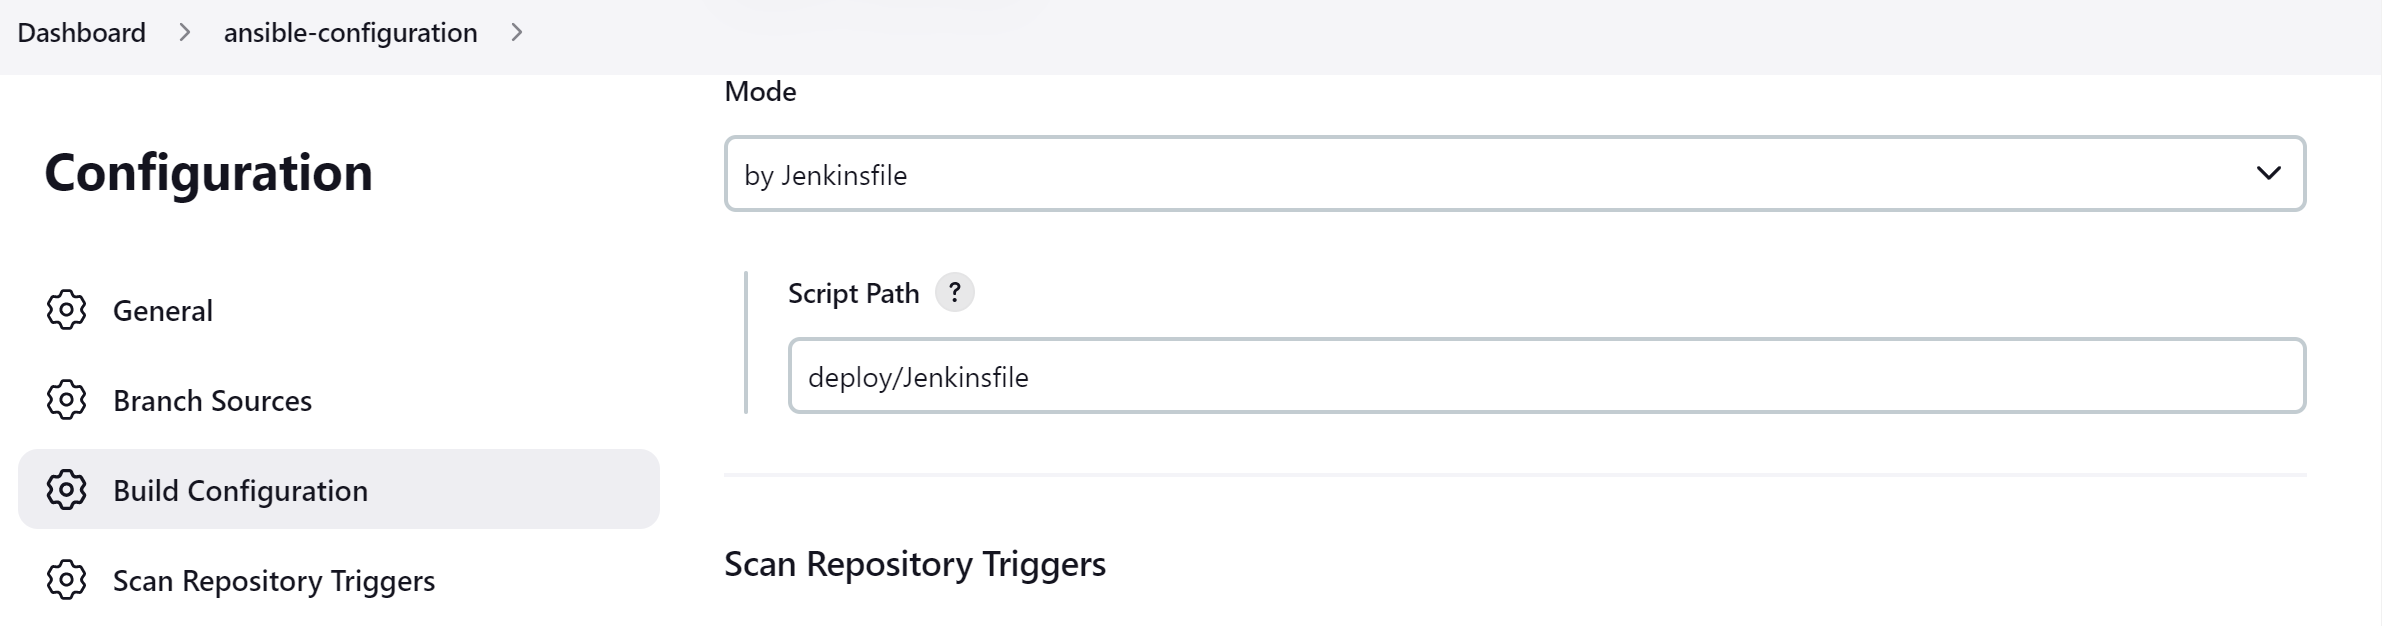 Dashboard > ansible-configuration >
Mode
Configuration
by Jenkinsfile
General
Script Path ?
deploy/Jenkinsfile
Branch Sources
Build Configuration
Scan Repository Triggers
Scan Repository Triggers